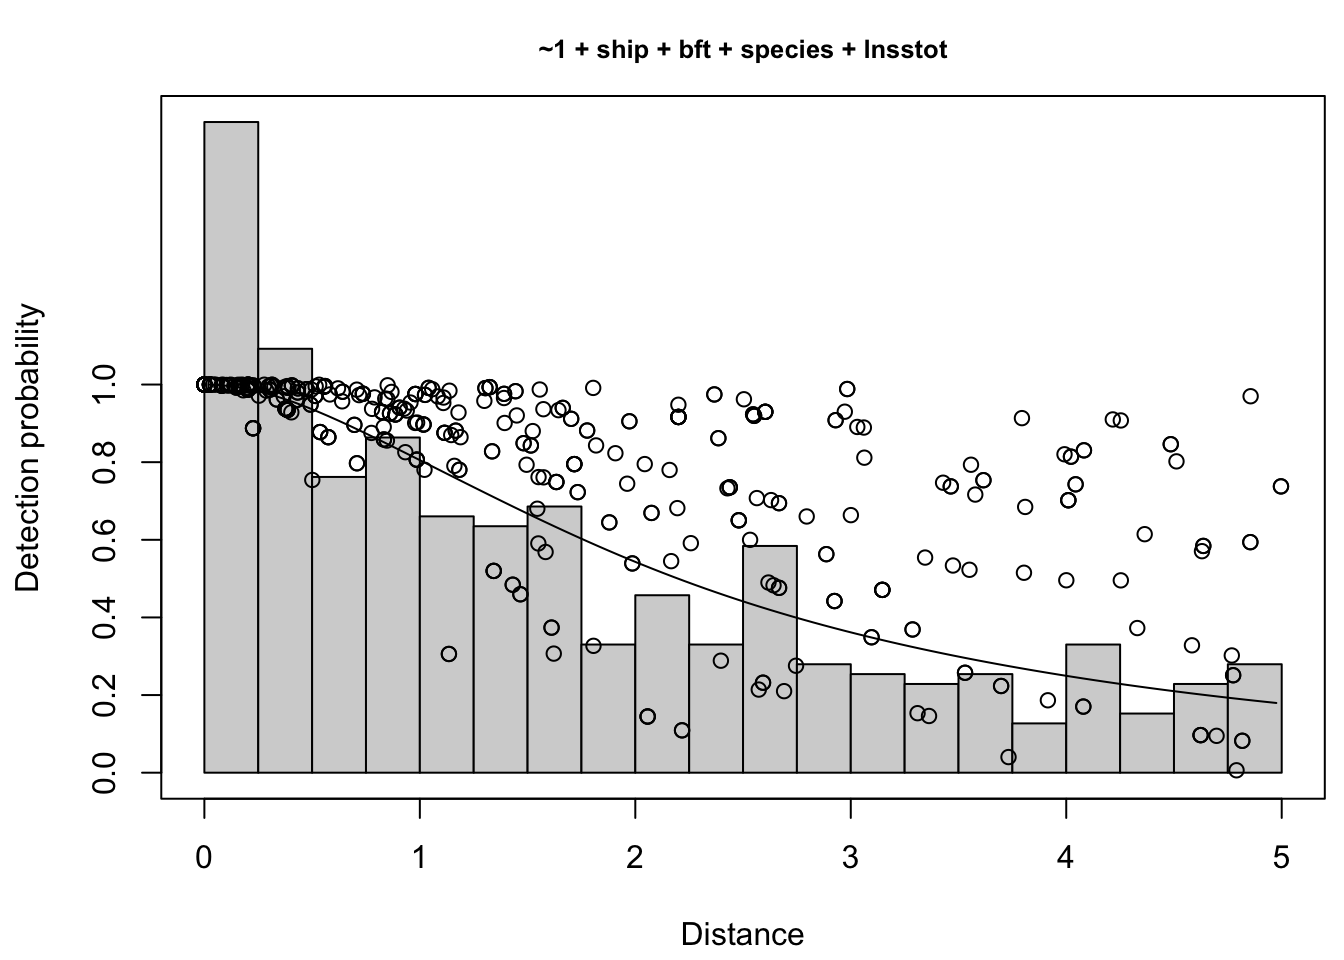 ~1 + ship + bft + species + lnsstot
Detection probability
1.0
0.8
0.6
0.4
0.2
0.0
0 1 2 3 4 5
Distance